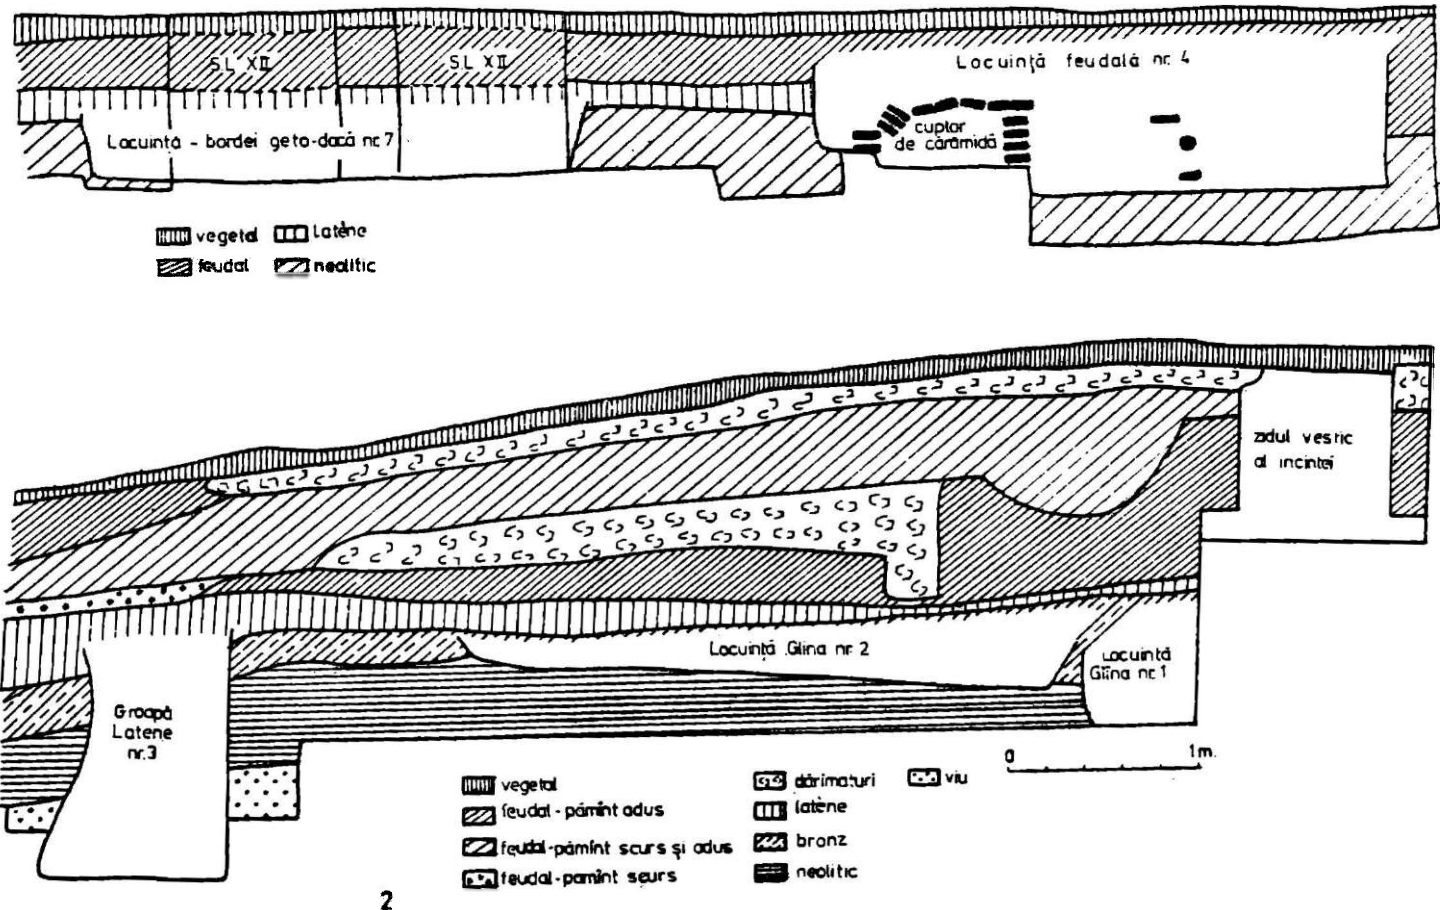 SL XII
SL XII
Locuință feudală nr. 4
Locuință - bordei geto-dacă nr. 7
cuptor
de cărămidă
vegetal
Latène
feudal
neolitic
zidul vestic
al incintei
Locuință Glina nr. 2
Locuință
Glina nr. 1
Groapă
Latene
nr. 3
0
1m.
vegetal
dărîmaturi
viu
feudal - pămînt adus
latène
feudal-pămînt scurs și adus
bronz
feudal-pamînt scurs
neolitic
2